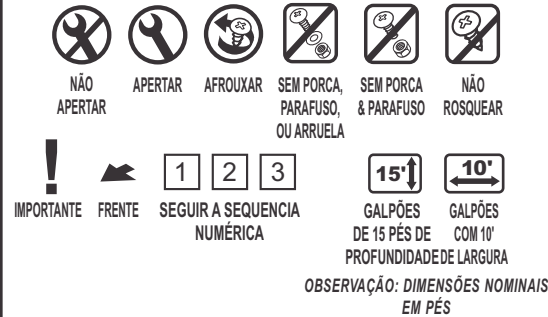 NÃO
APERTAR
APERTAR
AFROUXAR
SEM PORCA,
PARAFUSO,
OU ARRUELA
SEM PORCA
& PARAFUSO
NÃO
ROSQUEAR
!
IMPORTANTE
FRENTE
1 2 3
SEGUIR A SEQUENCIA
NUMÉRICA
15'
GALPÕES
DE 15 PÉS DE
PROFUNDIDADE
10'
GALPÕES
COM 10'
DE LARGURA
OBSERVAÇÃO: DIMENSÕES NOMINAIS
EM PÉS